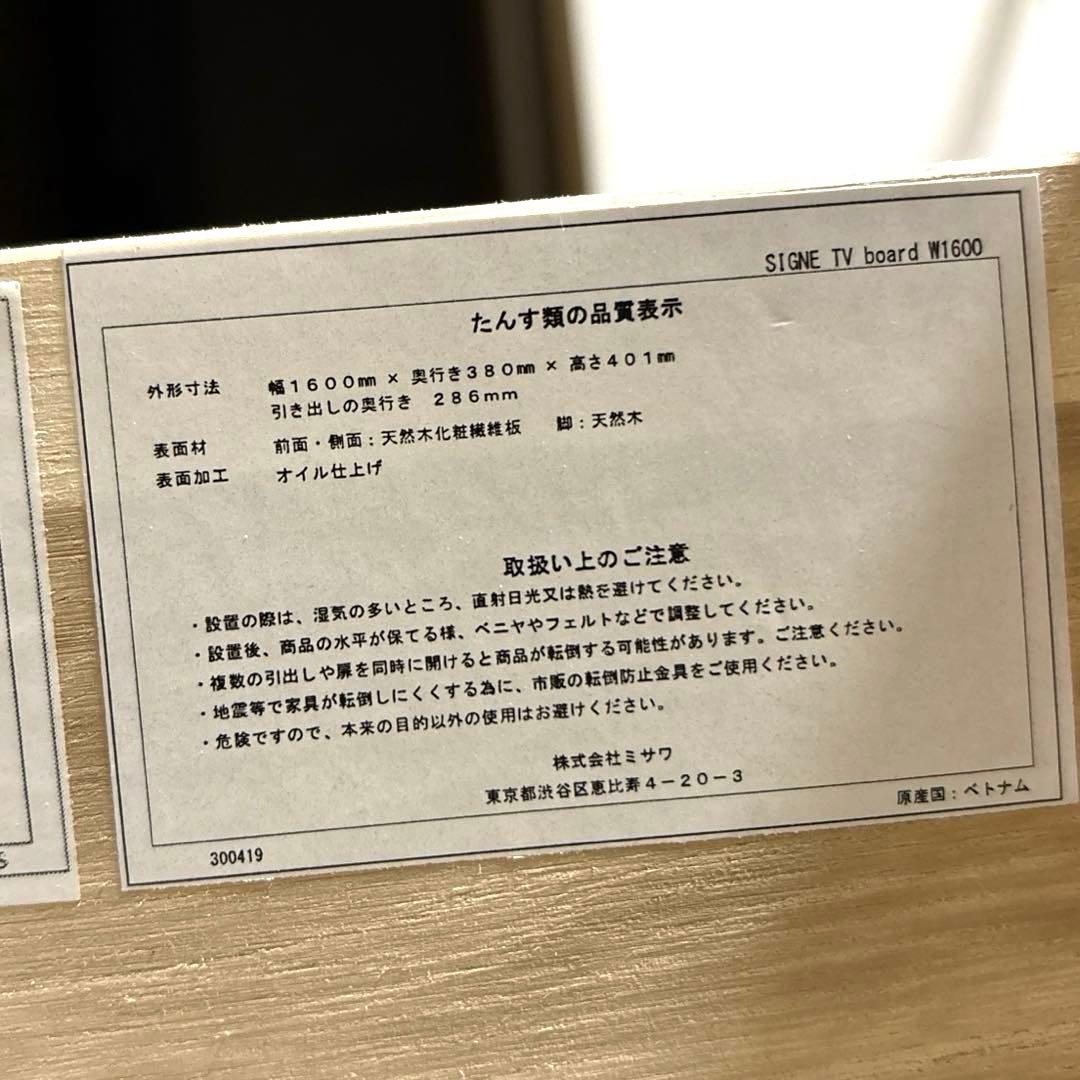 SIGNE TV board W1600
たんす類の品質表示
外形寸法 幅1600㎜ × 奥行き380㎜ × 高さ401㎜
引き出しの奥行き 286mm
表面材 前面・側面：天然木化粧繊維板 脚：天然木
表面加工 オイル仕上げ
取扱い上のご注意
・設置の際は、湿気の多いところ、直射日光又は熱を避けてください。
・設置後、商品の水平が保てる様、ベニヤやフェルトなどで調整してください。
・複数の引出しや扉を同時に開けると商品が転倒する可能性があります。ご注意ください。
・地震等で家具が転倒しにくくする為に、市販の転倒防止金具をご使用ください。
・危険ですので、本来の目的以外の使用はお避けください。
株式会社ミサワ
東京都渋谷区恵比寿4-20-3
原産国：ベトナム
300419